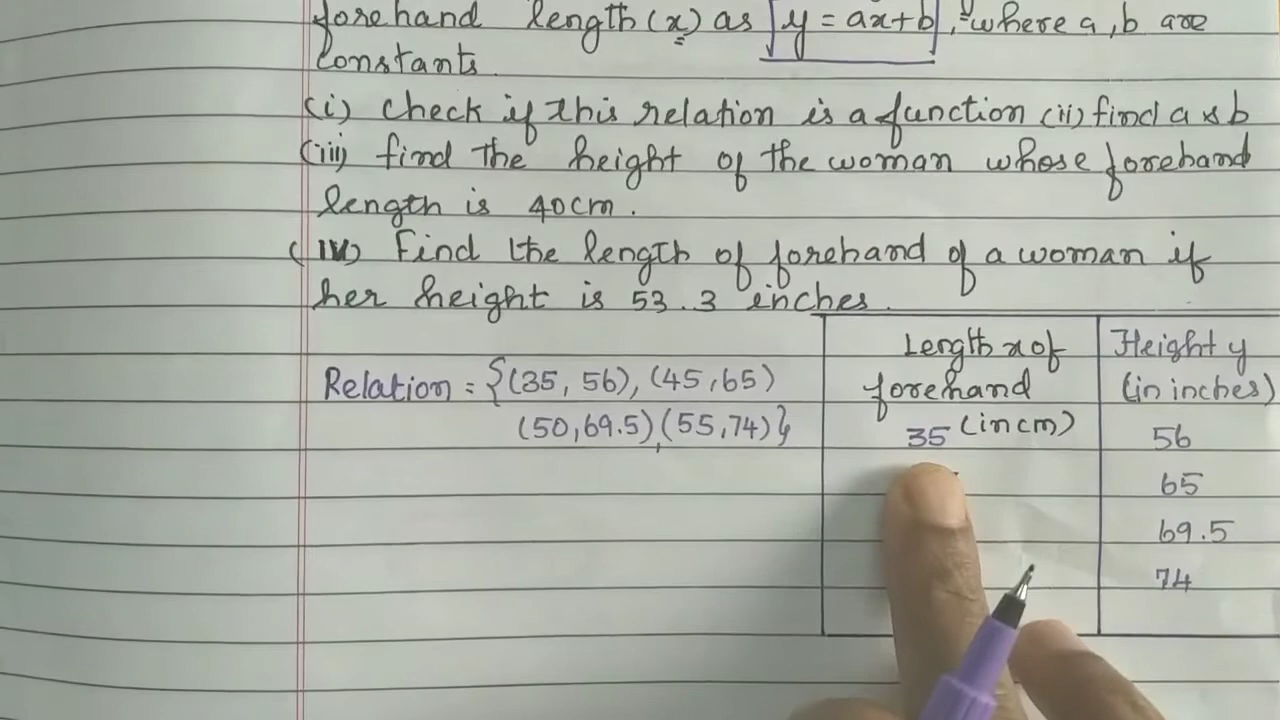 forehand length (x) as y = ax + b, where a, b are
constants.
(i) check if this relation is a function (ii) find a & b
(iii) find the height of the woman whose forehand
length is 40cm.
(iv) Find the length of forehand of a woman if
her height is 53.3 inches.
Relation = {(35, 56), (45, 65)
(50, 69.5), (55, 74)}
Length x of forehand (in cm)
Height y (in inches)
35 56
65
69.5
74